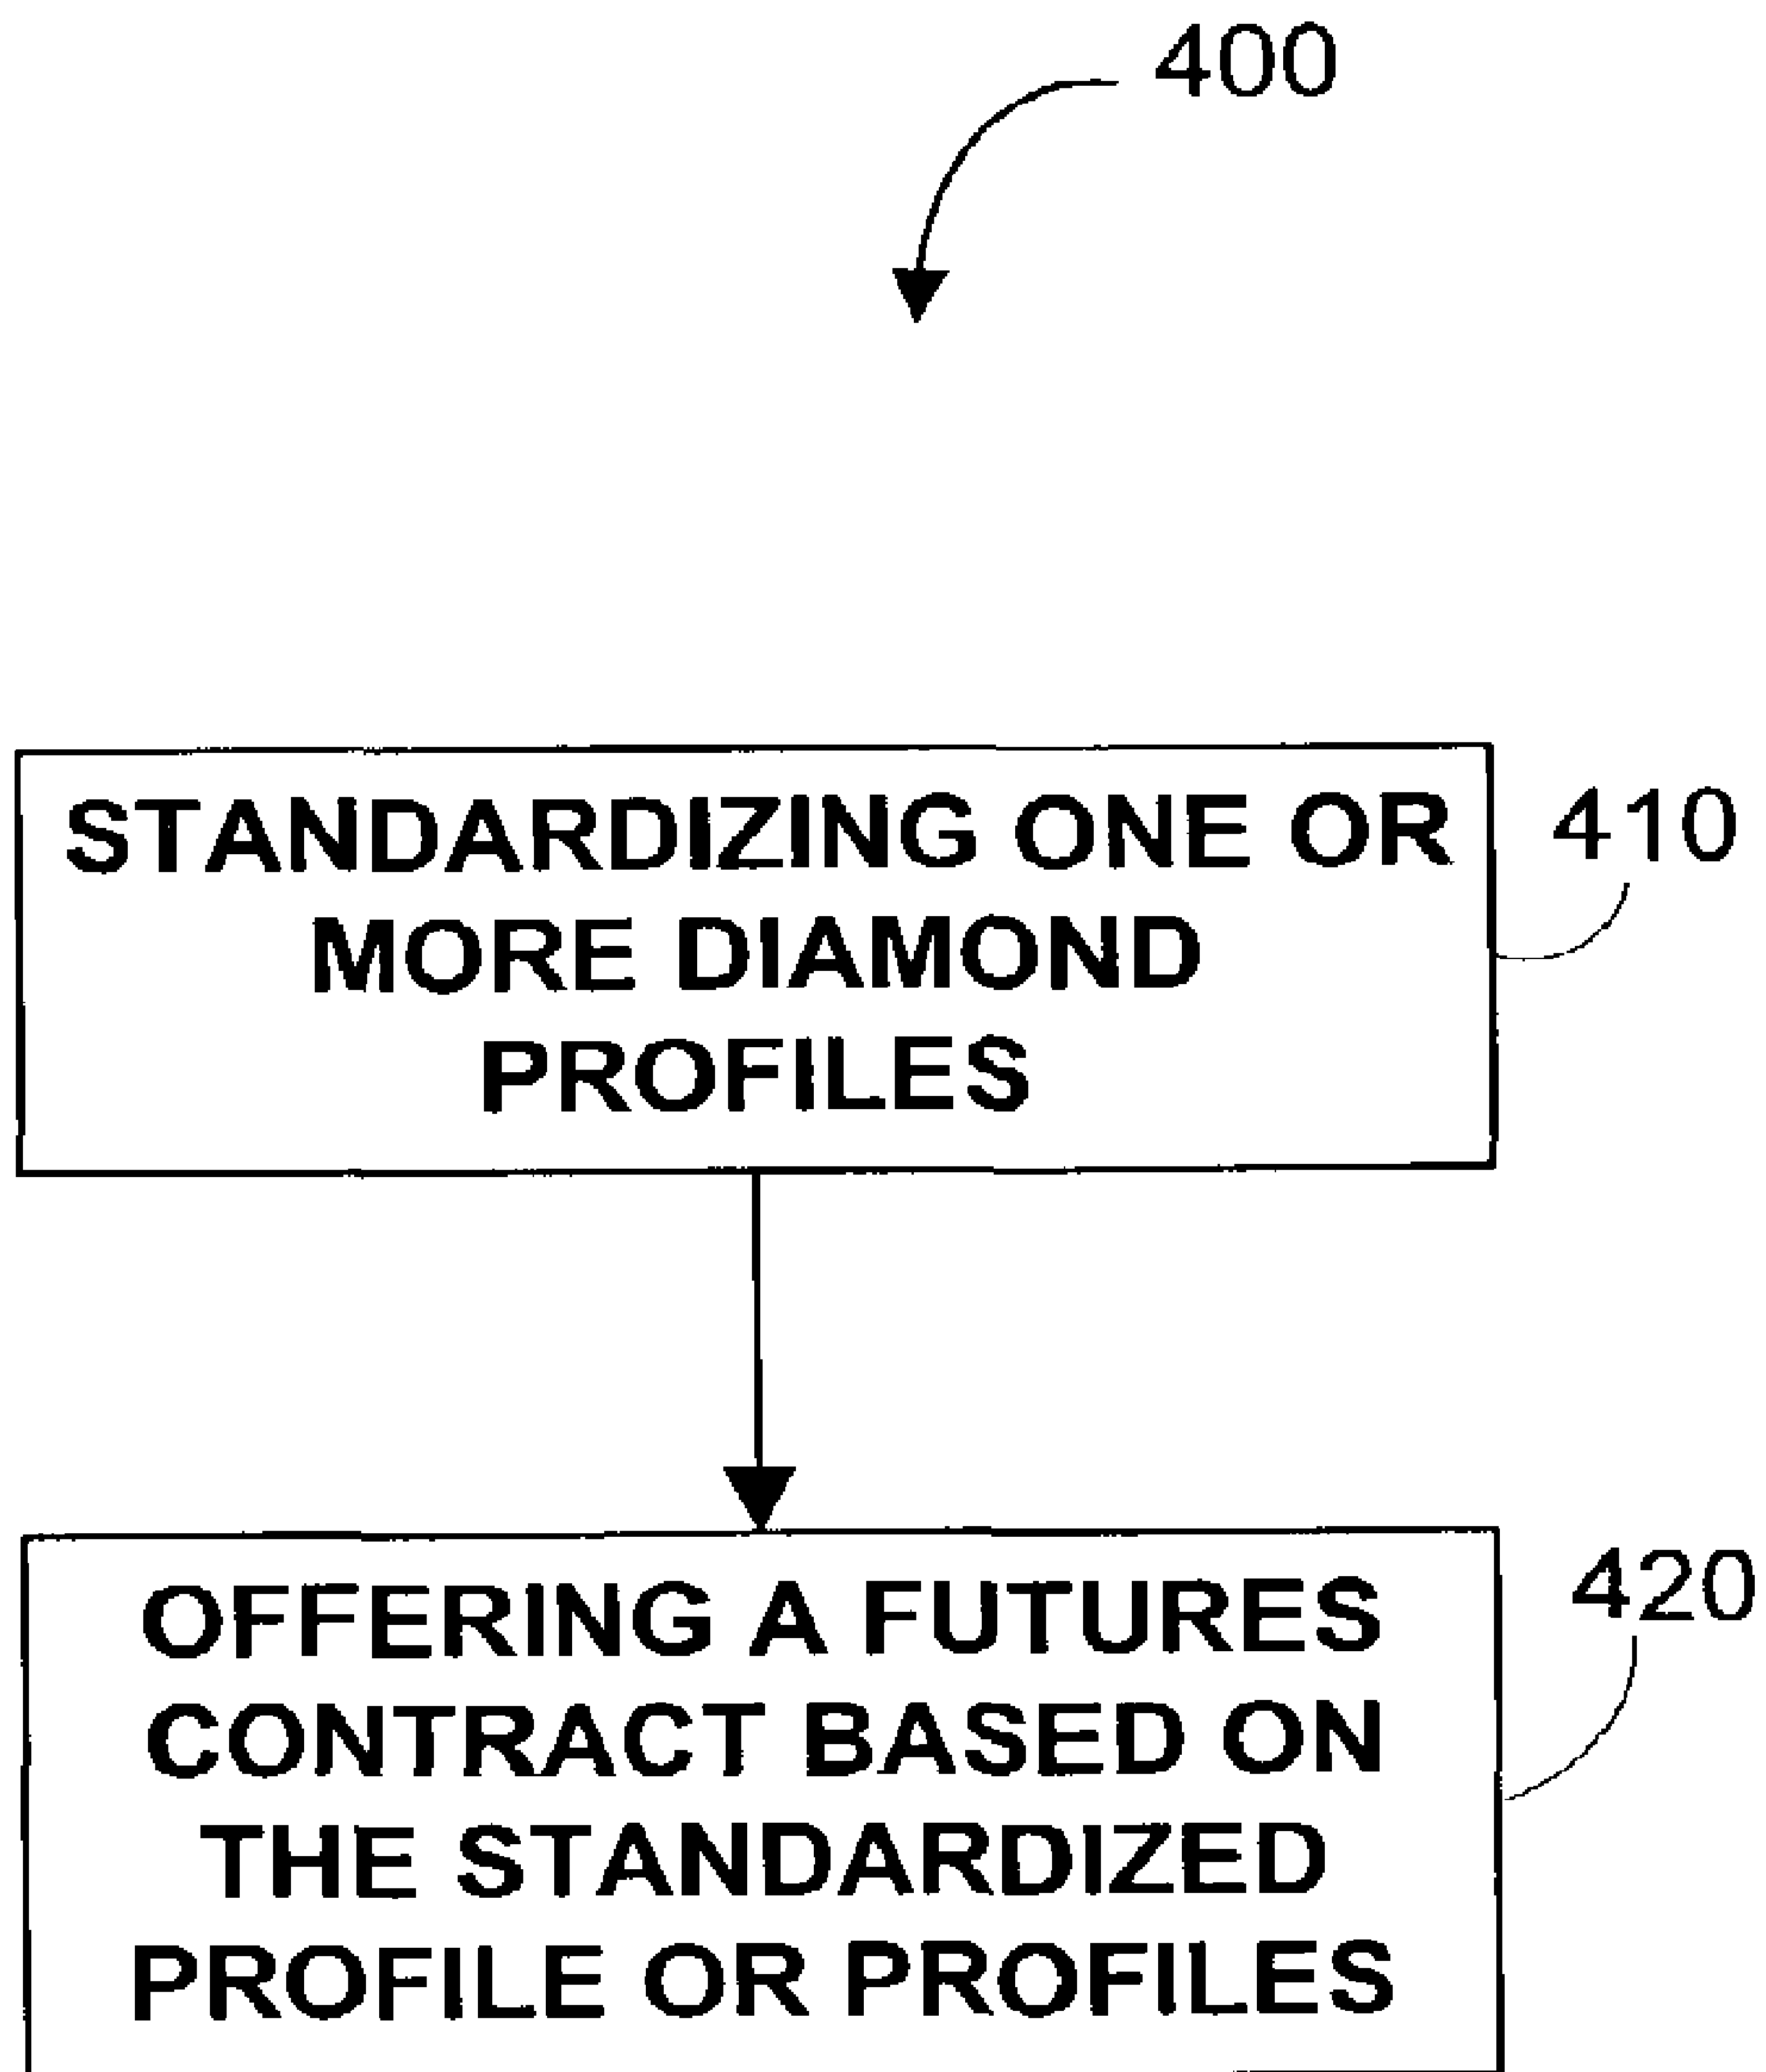 400
STANDARDIZING ONE OR
MORE DIAMOND
PROFILES
410
OFFERING A FUTURES
CONTRACT BASED ON
THE STANDARDIZED
PROFILE OR PROFILES
420